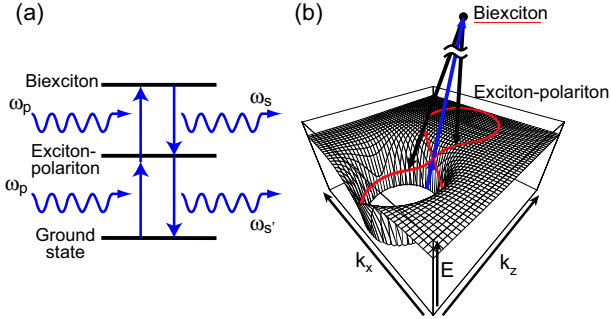 (a)
Biexciton
ωp
ωs
Exciton-
polariton
ωp
ωs'
Ground
state
(b)
Biexciton
Exciton-polariton
kx
E
kz